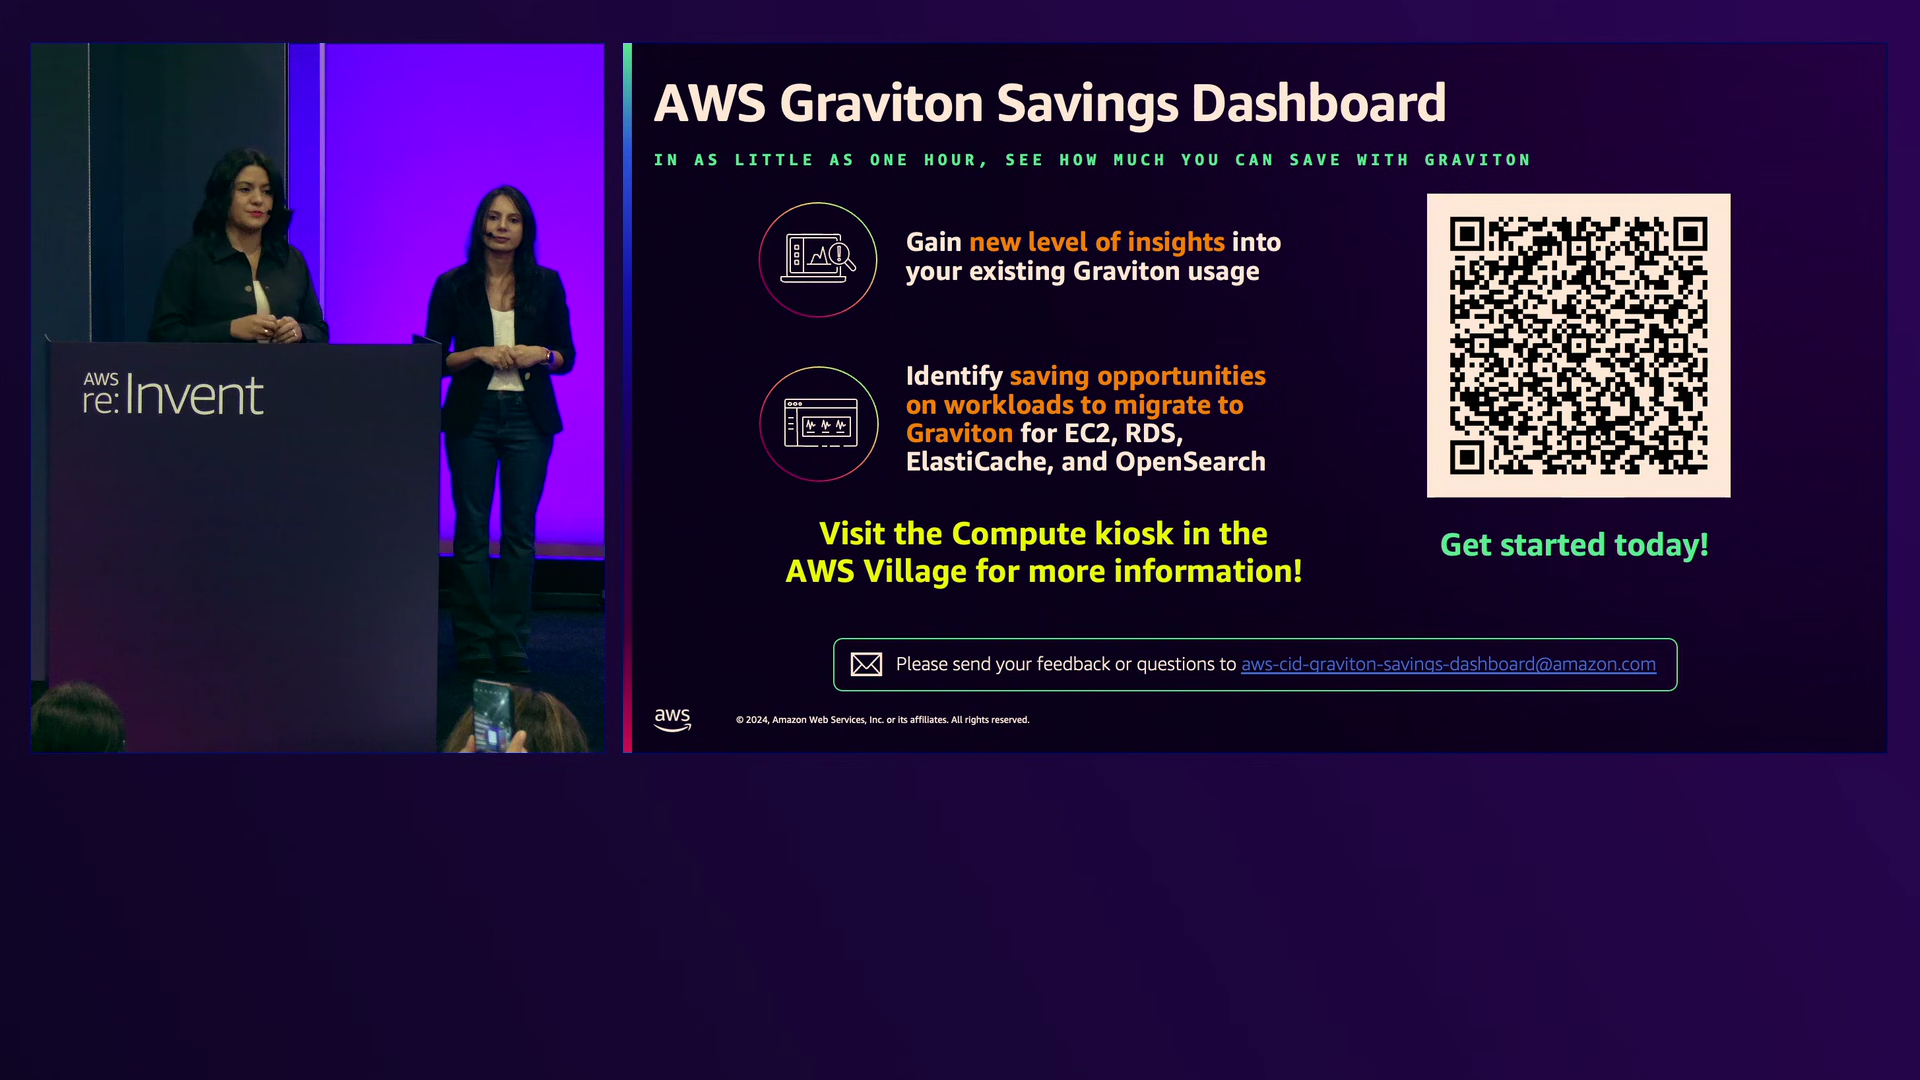 AWS
re:Invent
AWS Graviton Savings Dashboard
IN AS LITTLE AS ONE HOUR, SEE HOW MUCH YOU CAN SAVE WITH GRAVITON
Gain new level of insights into
your existing Graviton usage
Identify saving opportunities
on workloads to migrate to
Graviton for EC2, RDS,
ElastiCache, and OpenSearch
Visit the Compute kiosk in the
AWS Village for more information!
Get started today!
Please send your feedback or questions to aws-cid-graviton-savings-dashboard@amazon.com
aws
© 2024, Amazon Web Services, Inc. or its affiliates. All rights reserved.